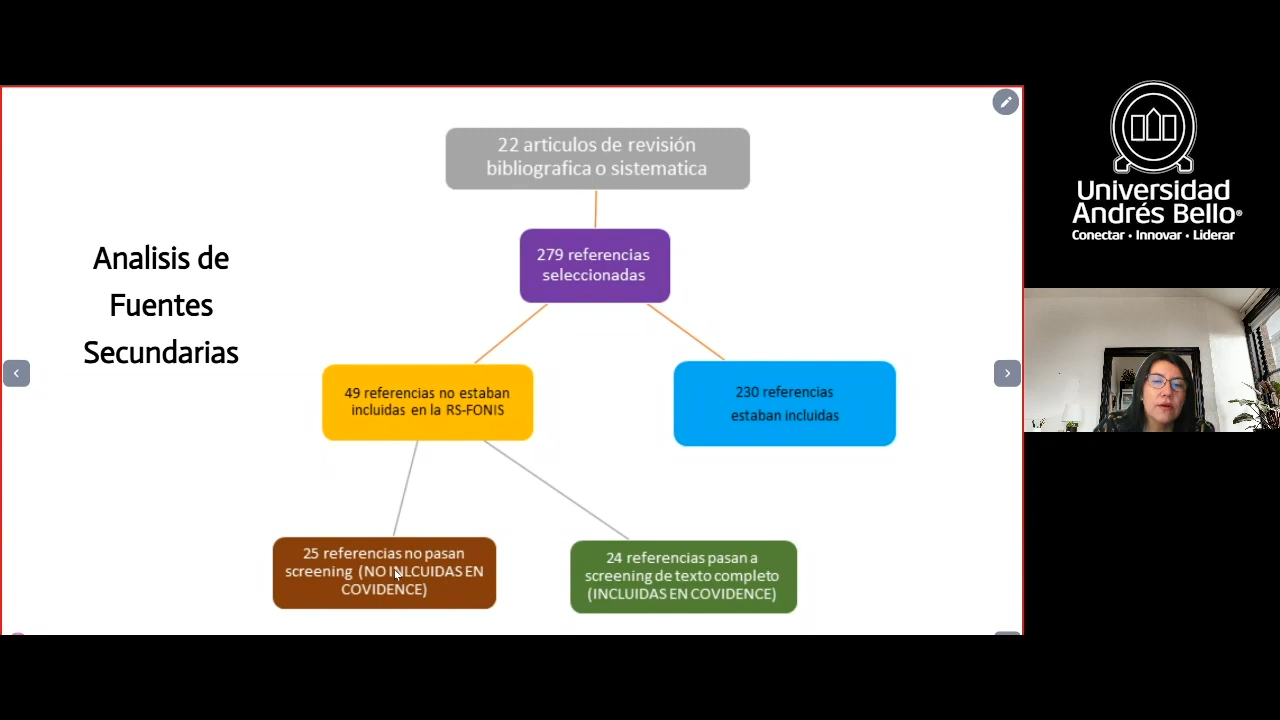 22 articulos de revisión
bibliografica o sistematica
279 referencias
seleccionadas
Analisis de
Fuentes
Secundarias
49 referencias no estaban
incluidas en la RS-FONIS
230 referencias
estaban incluidas
25 referencias no pasan
screening (NO INLCUIDAS EN
COVIDENCE)
24 referencias pasan a
screening de texto completo
(INCLUIDAS EN COVIDENCE)
Universidad
Andrés Bello®
Conectar • Innovar • Liderar